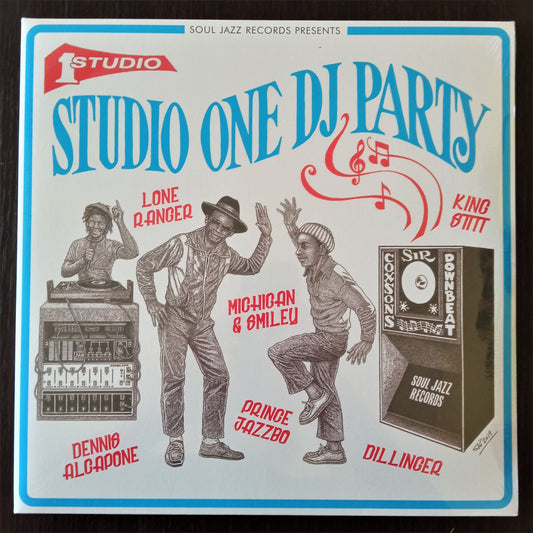 SOUL JAZZ RECORDS PRESENTS
1 STUDIO
STUDIO ONE DJ PARTY
LONE
RANGER
KING
STITT
MICHIGAN
& SMILEY
SIR
COXSONS
DOWNBEAT
SOUL JAZZ
RECORDS
PRINCE
JAZZBO
DENNIS
ALCAPONE
DILLINGER